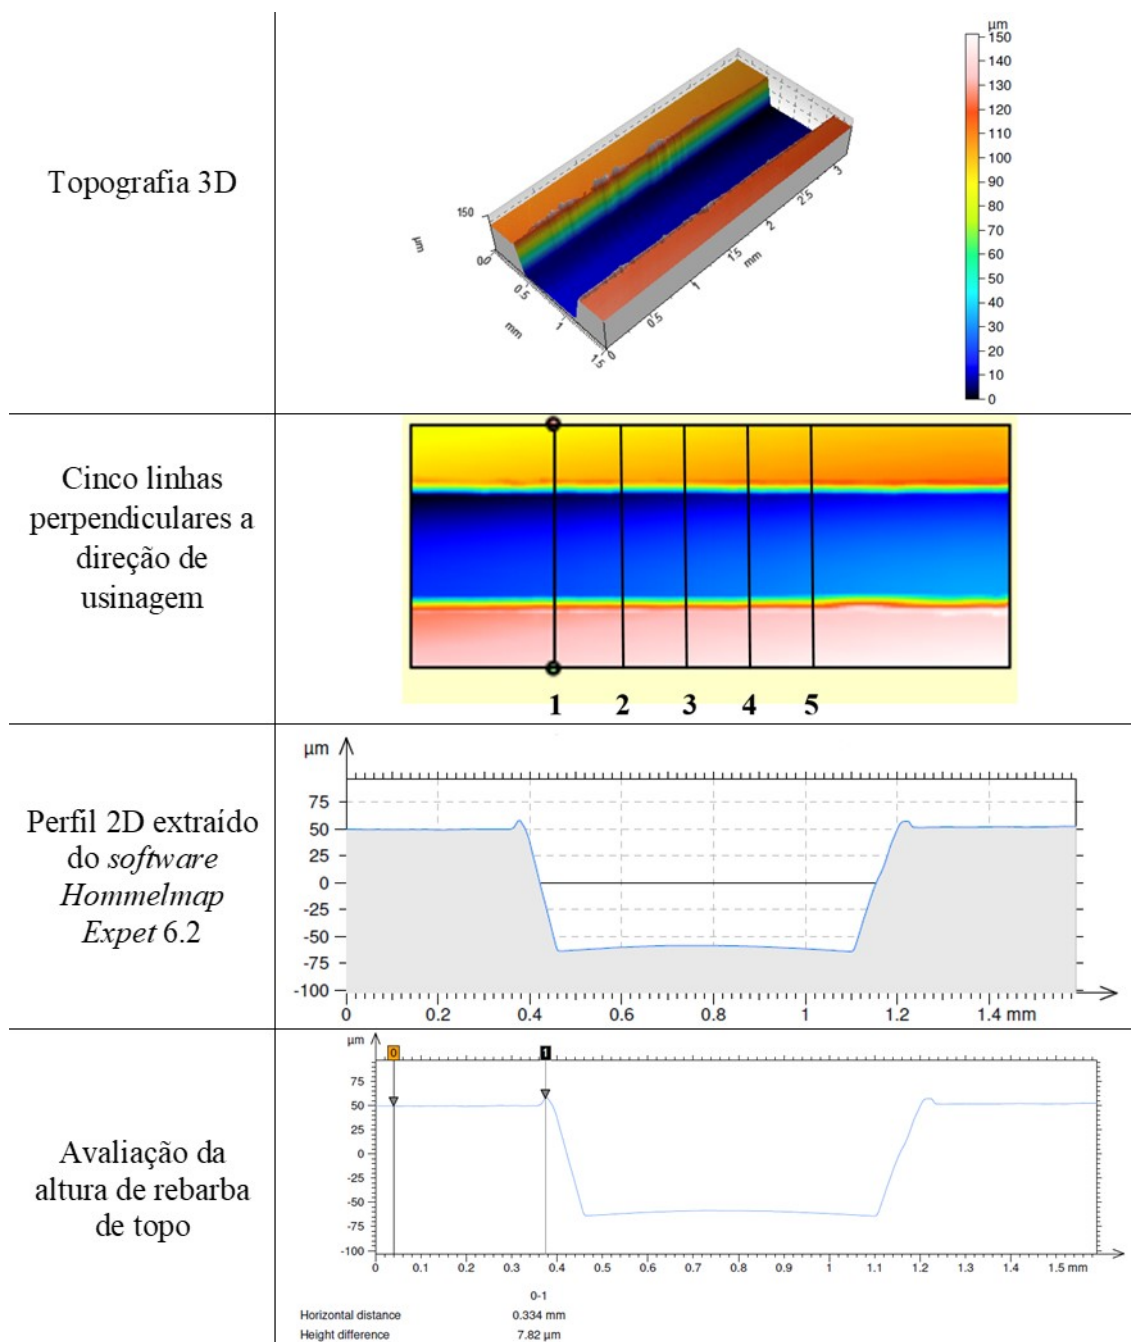 Topografia 3D
150
µm
0.0
0.5
1
1.5
mm
0
0.5
1
1.5
2
2.5
3
mm
µm
150
140
130
120
110
100
90
80
70
60
50
40
30
20
10
0
Cinco linhas
perpendiculares a
direção de
usinagem
1 2 3 4 5
Perfil 2D extraído
do software
Hommelmap
Expet 6.2
µm
75
50
25
0
-25
-50
-75
-100
0 0.2 0.4 0.6 0.8 1.0 1.2 1.4 mm
Avaliação da
altura de rebarba
de topo
µm
0 1
75
50
25
0
-25
-50
-75
-100
0 0.1 0.2 0.3 0.4 0.5 0.6 0.7 0.8 0.9 1.0 1.1 1.2 1.3 1.4 1.5 mm
0-1
Horizontal distance 0.334 mm
Height difference 7.82 µm